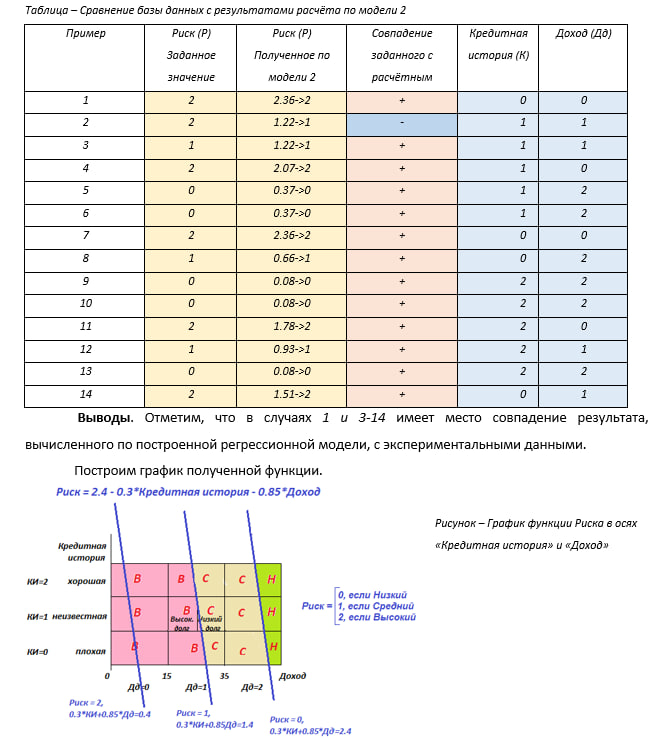 Таблица – Сравнение базы данных с результатами расчёта по модели 2
Пример Риск (Р) Заданное значение Риск (Р) Полученное по модели 2 Совпадение заданного с расчётным Кредитная история (К) Доход (Дд)
1 2 2.36->2 + 0 0
2 2 1.22->1 - 1 1
3 1 1.22->1 + 1 1
4 2 2.07->2 + 1 0
5 0 0.37->0 + 1 2
6 0 0.37->0 + 1 2
7 2 2.36->2 + 0 0
8 1 0.66->1 + 0 2
9 0 0.08->0 + 2 2
10 0 0.08->0 + 2 2
11 2 1.78->2 + 2 0
12 1 0.93->1 + 2 1
13 0 0.08->0 + 2 2
14 2 1.51->2 + 0 1
Выводы. Отметим, что в случаях 1 и 3-14 имеет место совпадение результата,
вычисленного по построенной регрессионной модели, с экспериментальными данными.
Построим график полученной функции.
Риск = 2.4 - 0.3*Кредитная история - 0.85*Доход
Рисунок – График функции Риска в осях
«Кредитная история» и «Доход»
Кредитная
история
КИ=2 хорошая В В С С Н
КИ=1 неизвестная В В С С Н
Высок. долг Низкий долг
КИ=0 плохая В В С С Н
0 15 35 Доход
Дд=0 Дд=1 Дд=2
Риск = 2,
0.3*КИ+0.85*Дд=0.4
Риск = 1,
0.3*КИ+0.85Дд=1.4
Риск = 0,
0.3*КИ+0.85*Дд=2.4
Риск =
0, если Низкий
1, если Средний
2, если Высокий